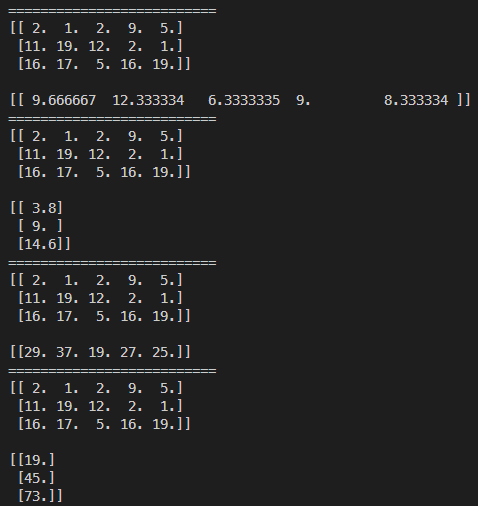 ==========================
[[ 2.  1.  2.  9.  5.]
 [11. 19. 12.  2.  1.]
 [16. 17.  5. 16. 19.]]

[[ 9.666667  12.333334   6.3333335  9.         8.333334 ]]
==========================
[[ 2.  1.  2.  9.  5.]
 [11. 19. 12.  2.  1.]
 [16. 17.  5. 16. 19.]]

[[ 3.8]
 [ 9. ]
 [14.6]]
==========================
[[ 2.  1.  2.  9.  5.]
 [11. 19. 12.  2.  1.]
 [16. 17.  5. 16. 19.]]

[[29. 37. 19. 27. 25.]]
==========================
[[ 2.  1.  2.  9.  5.]
 [11. 19. 12.  2.  1.]
 [16. 17.  5. 16. 19.]]

[[19.]
 [45.]
 [73.]]